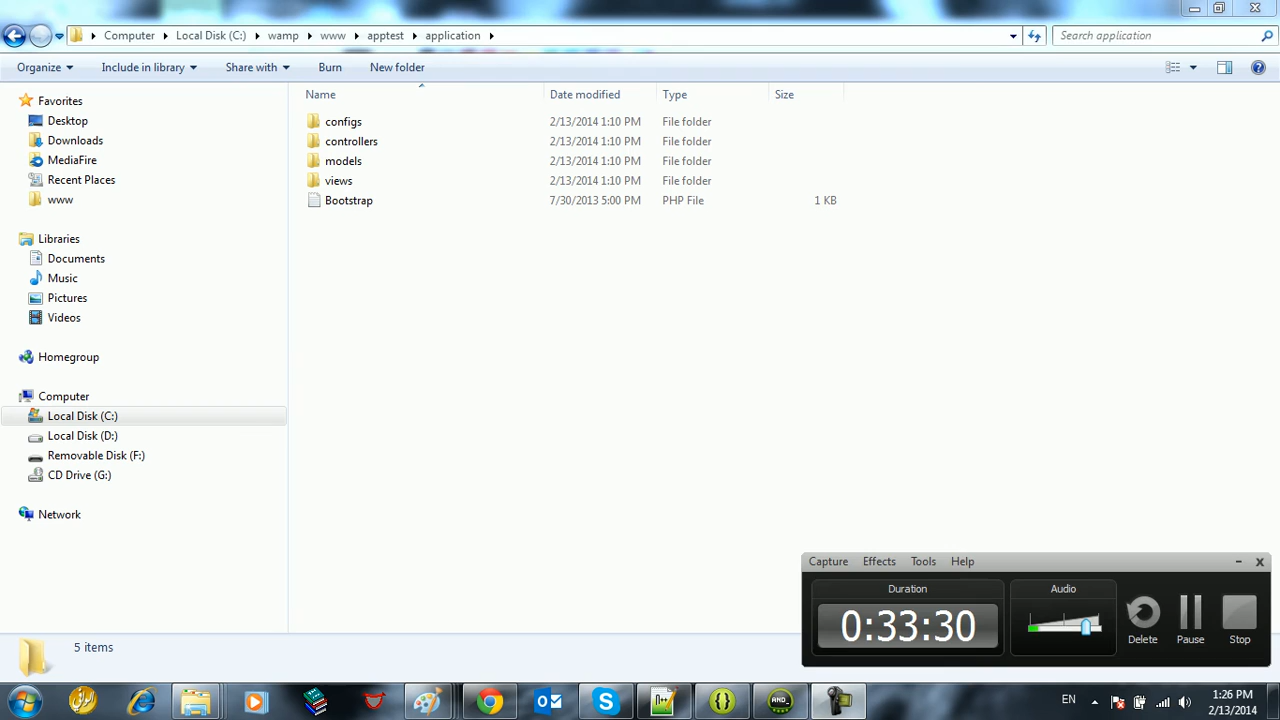 Computer Local Disk (C:) wamp www apptest application Search application
Organize Include in library Share with Burn New folder
Name Date modified Type Size
Favorites
Desktop
Downloads
MediaFire
Recent Places
www
Libraries
Documents
Music
Pictures
Videos
Homegroup
Computer
Local Disk (C:)
Local Disk (D:)
Removable Disk (F:)
CD Drive (G:)
Network
configs 2/13/2014 1:10 PM File folder
controllers 2/13/2014 1:10 PM File folder
models 2/13/2014 1:10 PM File folder
views 2/13/2014 1:10 PM File folder
Bootstrap 7/30/2013 5:00 PM PHP File 1 KB
Capture Effects Tools Help
Duration Audio
0:33:30
Delete Pause Stop
5 items
EN 1:26 PM
2/13/2014